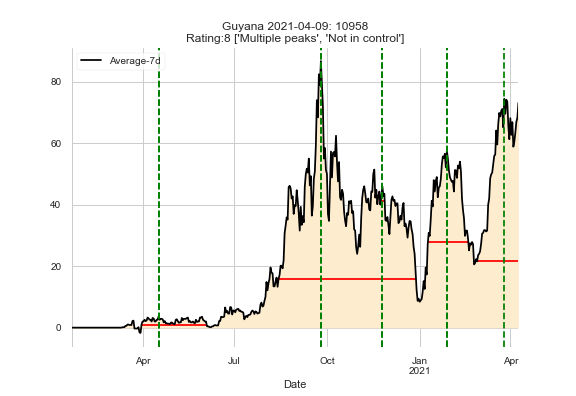 Guyana 2021-04-09: 10958
Rating:8 ['Multiple peaks', 'Not in control']
Average-7d
80
60
40
20
0
Apr
Jul
Oct
Jan
2021
Apr
Date